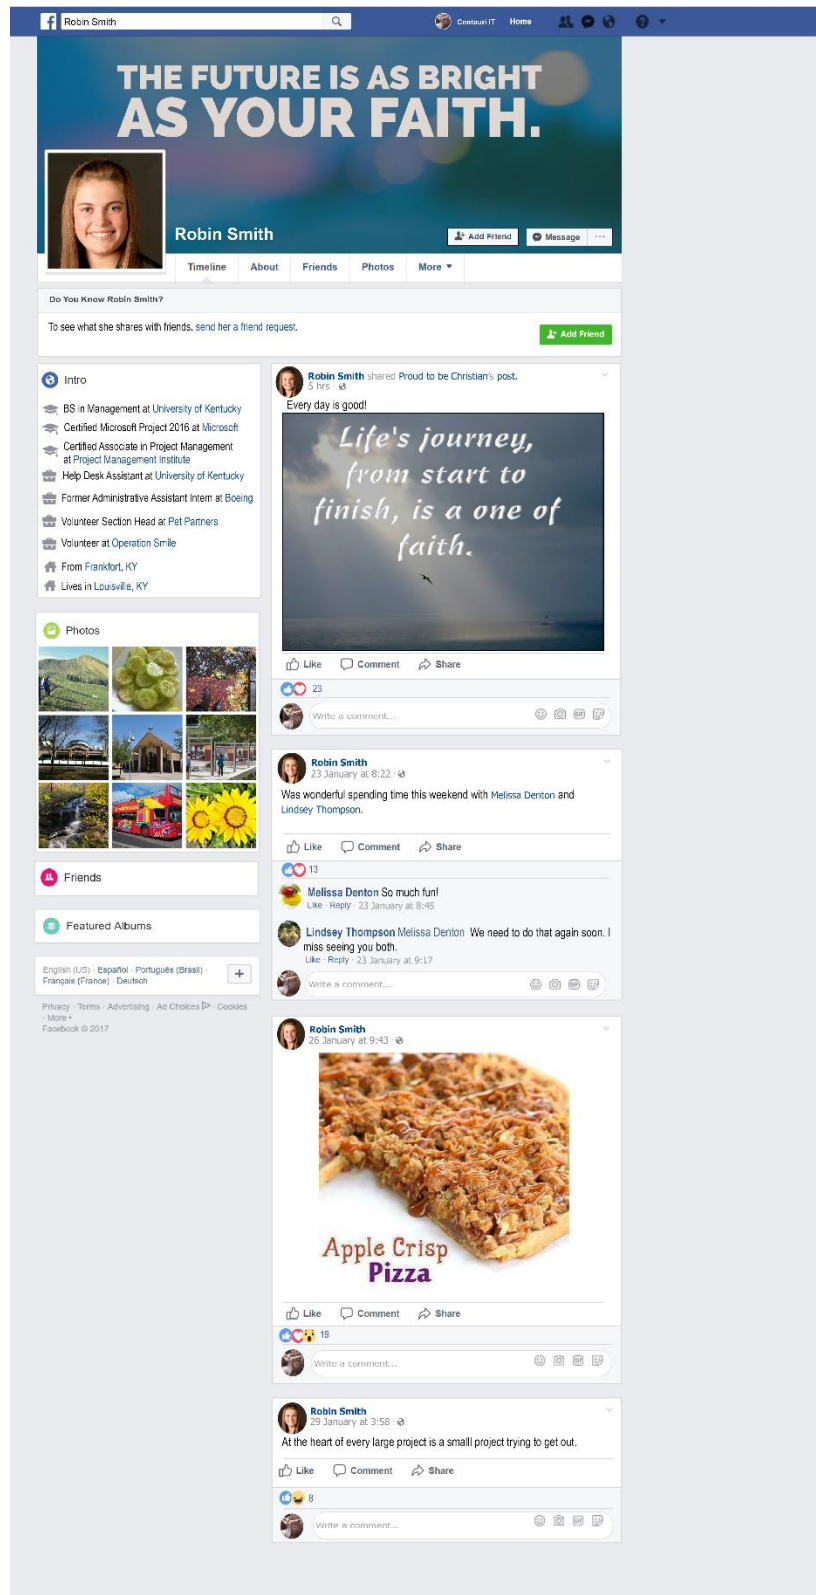 Robin Smith
Centauri IT
Home
THE FUTURE IS AS BRIGHT
AS YOUR FAITH.
Robin Smith
Add Friend
Message
Timeline
About
Friends
Photos
More
Do You Know Robin Smith?
To see what she shares with friends, send her a friend request.
Add Friend
Intro
BS in Management at University of Kentucky
Certified Microsoft Project 2016 at Microsoft
Certified Associate in Project Management
at Project Management Institute
Help Desk Assistant at University of Kentucky
Former Administrative Assistant Intern at Boeing
Volunteer Section Head at Pet Partners
Volunteer at Operation Smile
From Frankfort, KY
Lives in Louisville, KY
Photos
Friends
Featured Albums
English (US) · Español · Português (Brasil) ·
Français (France) · Deutsch
+
Privacy · Terms · Advertising · Ad Choices · Cookies
· More
Facebook © 2017
Robin Smith shared Proud to be Christian's post.
5 hrs ·
Every day is good!
Life's journey,
from start to
finish, is a one of
faith.
Like Comment Share
23
Write a comment...
Robin Smith
23 January at 8:22 ·
Was wonderful spending time this weekend with Melissa Denton and
Lindsey Thompson.
Like Comment Share
13
Melissa Denton So much fun!
Like · Reply · 23 January at 8:45
Lindsey Thompson Melissa Denton We need to do that again soon. I
miss seeing you both.
Like · Reply · 23 January at 9:17
Write a comment...
Robin Smith
26 January at 9:43 ·
Apple Crisp
Pizza
Like Comment Share
19
Write a comment...
Robin Smith
29 January at 3:58 ·
At the heart of every large project is a smalll project trying to get out.
Like Comment Share
8
Write a comment...